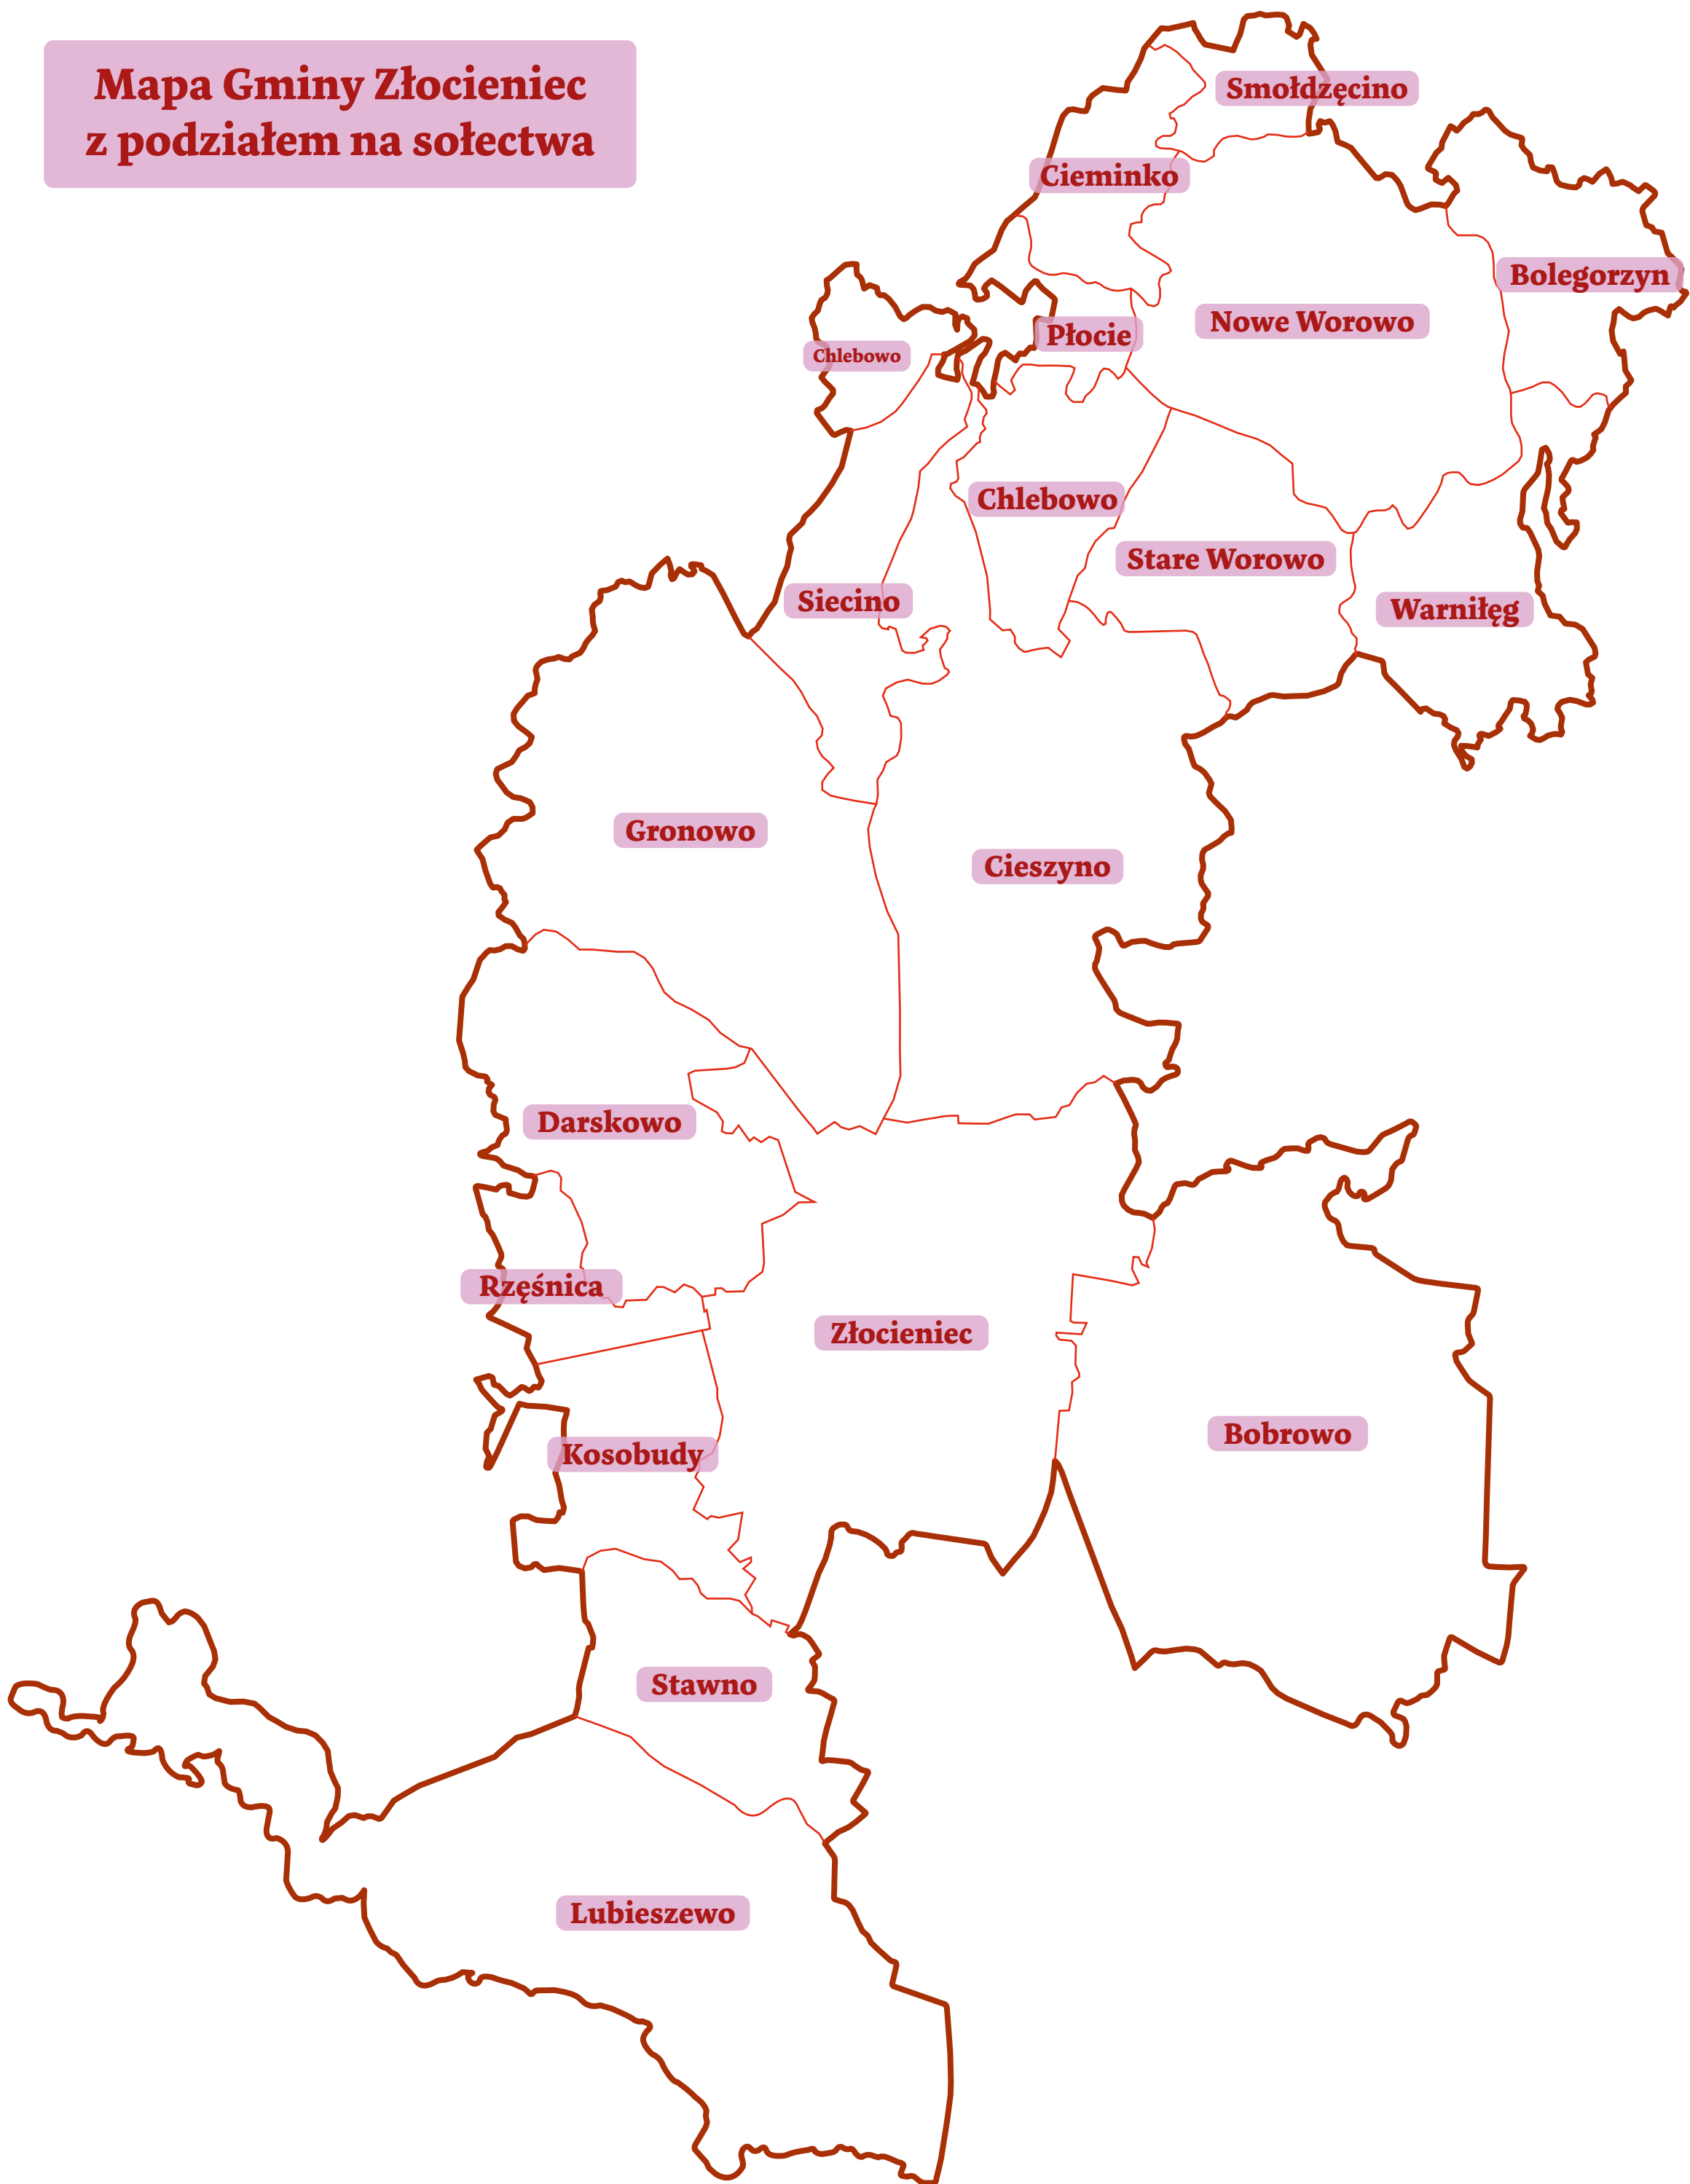 Mapa Gminy Złocieniec
z podziałem na sołectwa
Smołdzęcino
Cieminko
Bolegorzyn
Nowe Worowo
Płocie
Chlebowo
Chlebowo
Stare Worowo
Siecino
Warniłęg
Gronowo
Cieszyno
Darskowo
Rzęśnica
Złocieniec
Bobrowo
Kosobudy
Stawno
Lubieszewo